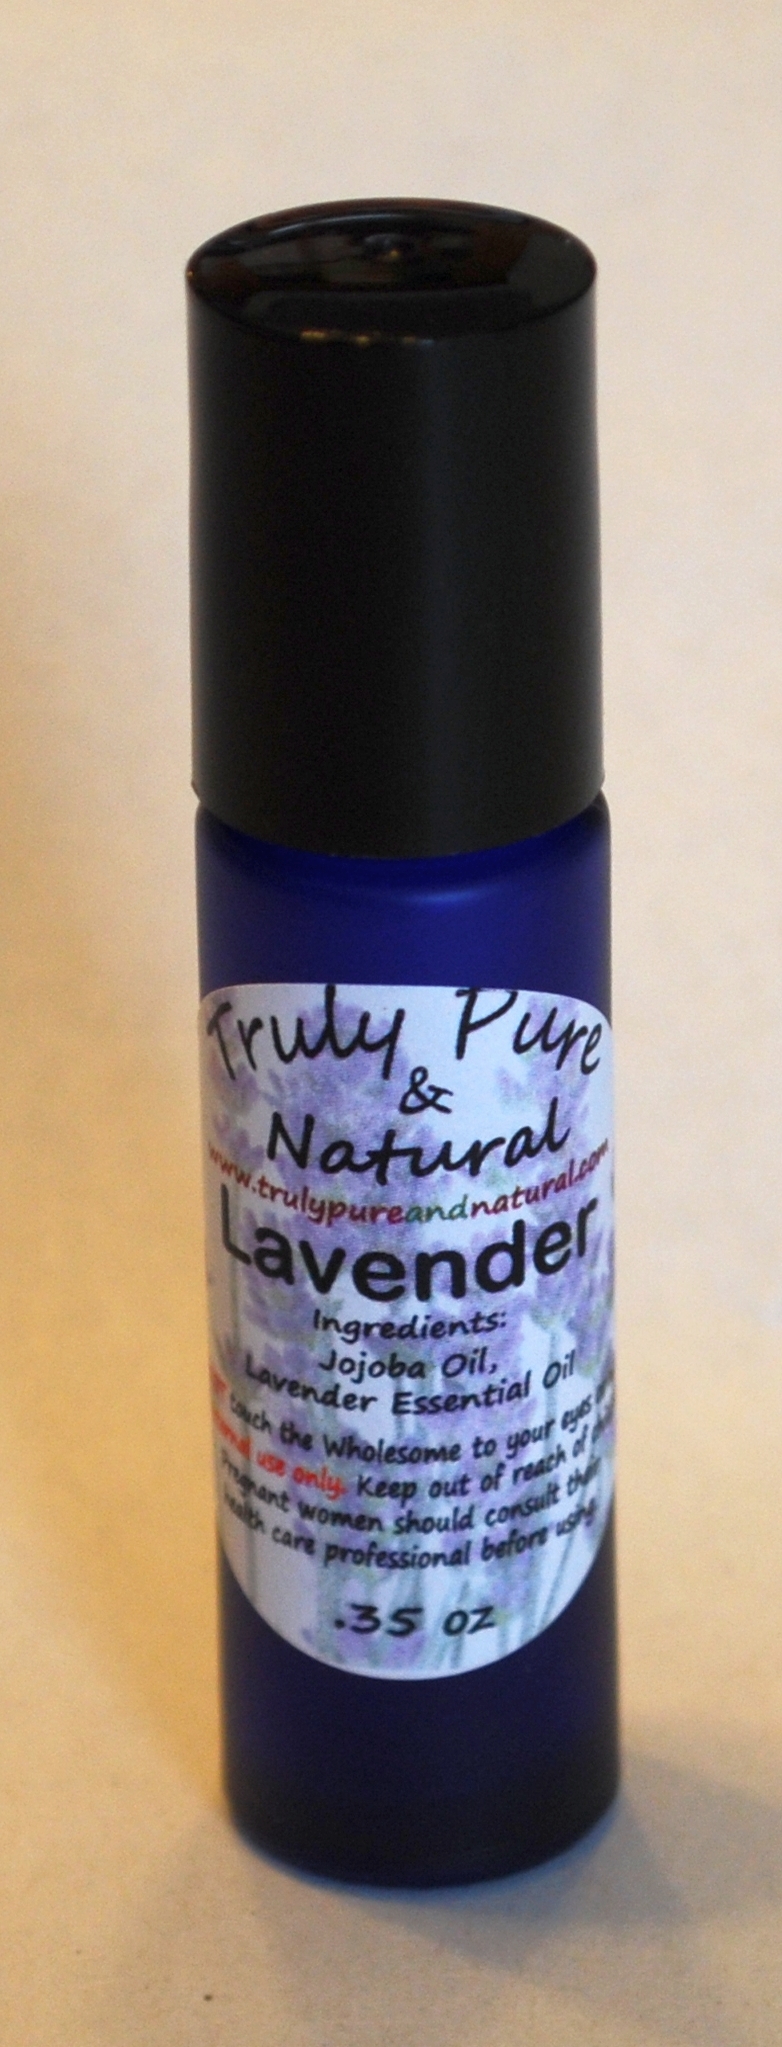 Truly Pure
&
Natural
www.trulypureandnatural.com
Lavender
Ingredients:
Jojoba Oil,
Lavender Essential Oil
touch the Wholesome to your eyes
use only. Keep out of reach of
Pregnant women should consult their
health care professional before using.
.35 oz